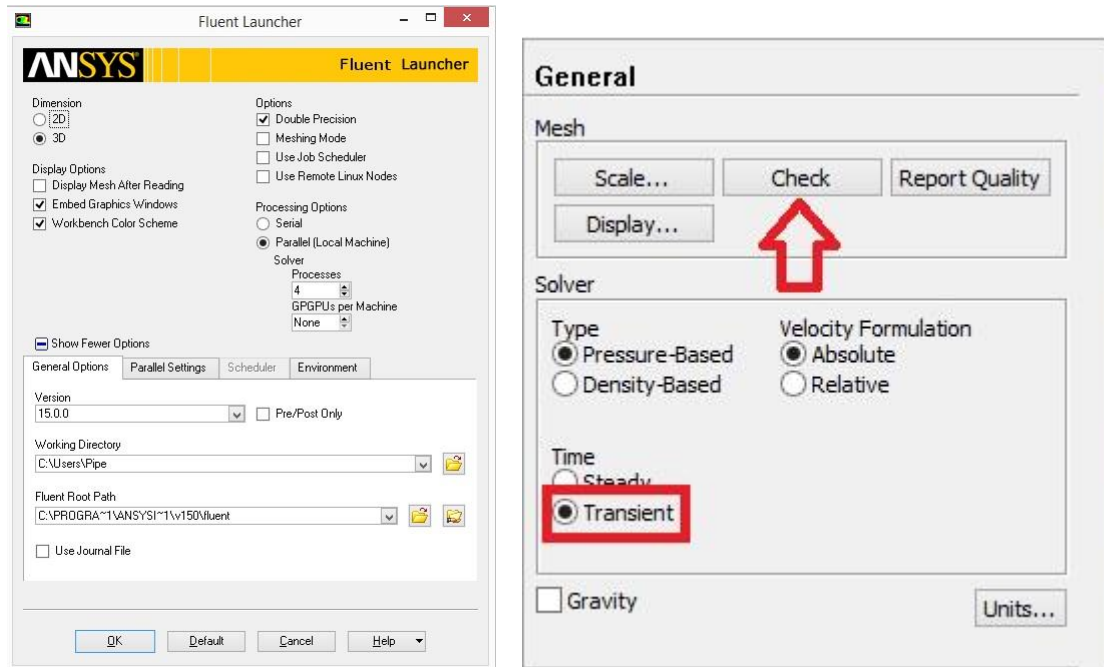 Fluent Launcher
ANSYS
Fluent Launcher
Dimension
2D
3D
Display Options
Display Mesh After Reading
Embed Graphics Windows
Workbench Color Scheme
Options
Double Precision
Meshing Mode
Use Job Scheduler
Use Remote Linux Nodes
Processing Options
Serial
Parallel (Local Machine)
Solver
Processes
4
GPGPUs per Machine
None
Show Fewer Options
General Options
Parallel Settings
Scheduler
Environment
Version
15.0.0
Pre/Post Only
Working Directory
C:\Users\Pipe
Fluent Root Path
C:\PROGRA~1\ANSYSI~1\v150\fluent
Use Journal File
OK
Default
Cancel
Help
General
Mesh
Scale...
Check
Report Quality
Display...
Solver
Type
Pressure-Based
Density-Based
Velocity Formulation
Absolute
Relative
Time
Steady
Transient
Gravity
Units...